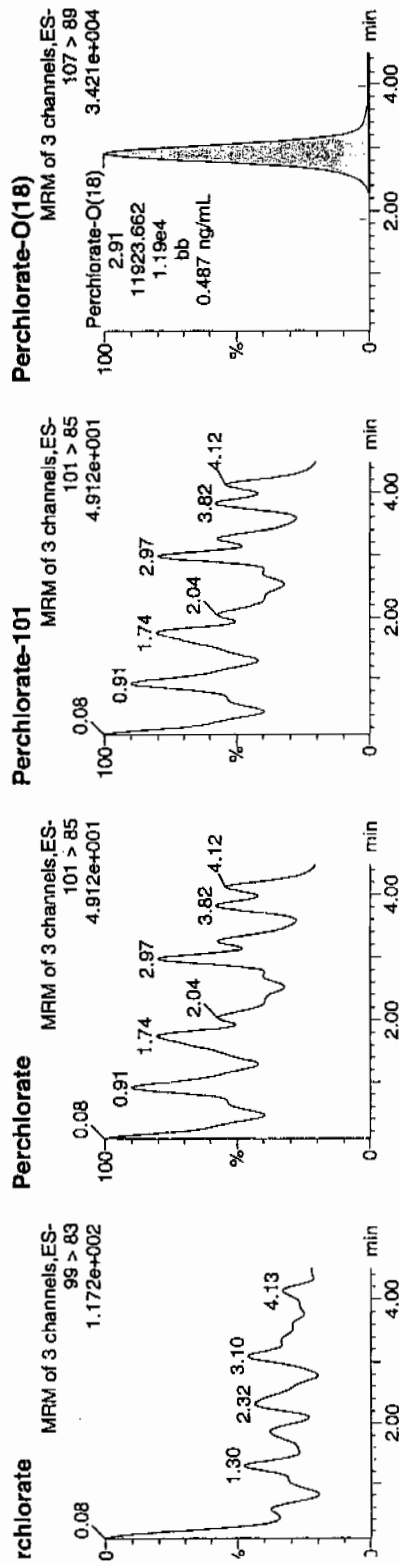 rchlorate
MRM of 3 channels,ES-
99 > 83
1.172e+002
0.08
1.30
2.32
3.10
4.13
0
%
0
2.00
4.00
min
Perchlorate
MRM of 3 channels,ES-
101 > 85
4.912e+001
100
0.08
0.91
1.74
2.04
2.97
3.82
4.12
%
0
2.00
4.00
min
Perchlorate-101
MRM of 3 channels,ES-
101 > 85
4.912e+001
100
0.08
0.91
1.74
2.04
2.97
3.82
4.12
%
0
2.00
4.00
min
Perchlorate-O(18)
MRM of 3 channels,ES-
107 > 89
3.421e+004
100
Perchlorate-O(18)
2.91
11923.662
1.19e4
bb
0.487 ng/mL
%
0
2.00
4.00
min